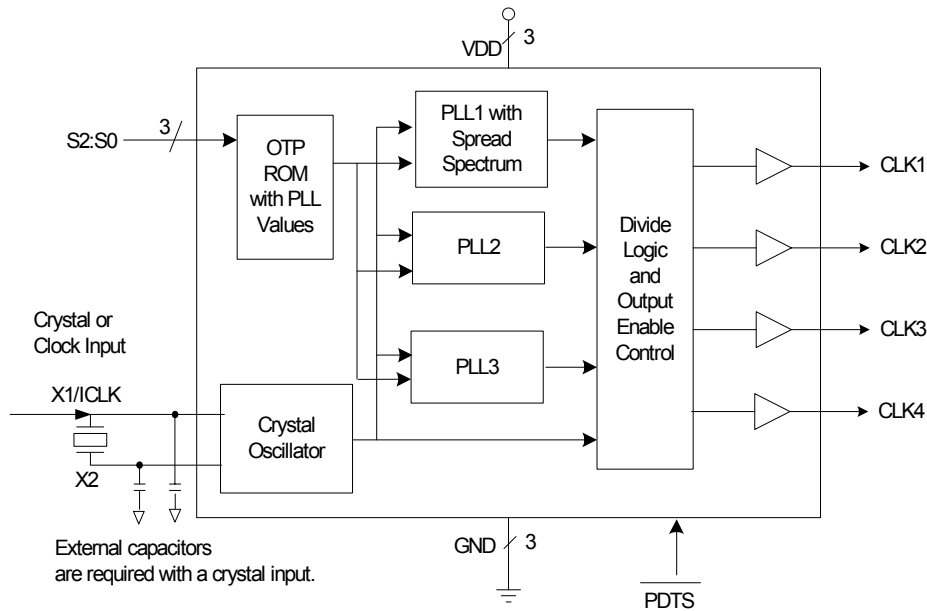 VDD
3
S2:S0
3
OTP
ROM
with PLL
Values
PLL1 with
Spread
Spectrum
PLL2
PLL3
Divide
Logic
and
Output
Enable
Control
CLK1
CLK2
CLK3
CLK4
Crystal or
Clock Input
X1/ICLK
X2
Crystal
Oscillator
External capacitors
are required with a crystal input.
GND
3
PDTS